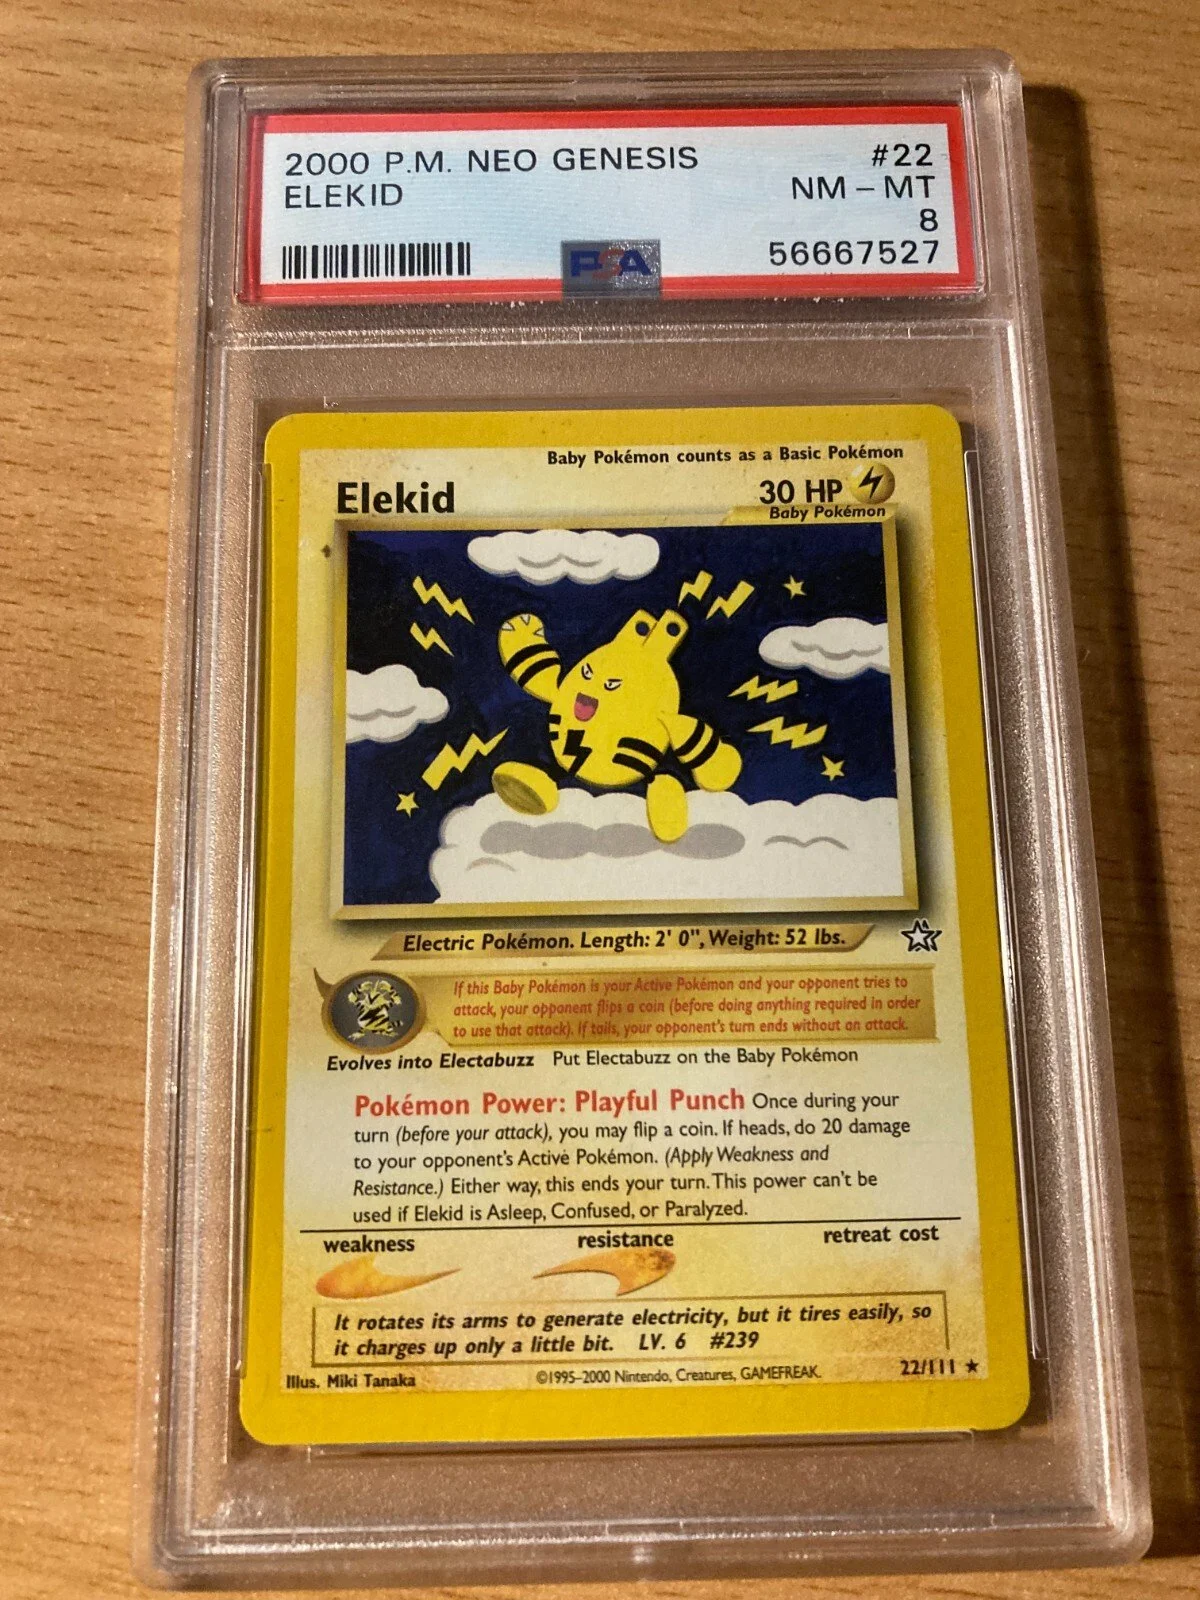 2000 P.M. NEO GENESIS #22
ELEKID NM - MT
8
PSA 56667527
Baby Pokémon counts as a Basic Pokémon
Elekid 30 HP
Baby Pokémon
Electric Pokémon. Length: 2' 0", Weight: 52 lbs.
If this Baby Pokémon is your Active Pokémon and your opponent tries to
attack, your opponent flips a coin (before doing anything required in order
to use that attack). If tails, your opponent's turn ends without an attack.
Evolves into Electabuzz Put Electabuzz on the Baby Pokémon
Pokémon Power: Playful Punch Once during your
turn (before your attack), you may flip a coin. If heads, do 20 damage
to your opponent's Active Pokémon. (Apply Weakness and
Resistance.) Either way, this ends your turn. This power can't be
used if Elekid is Asleep, Confused, or Paralyzed.
weakness resistance retreat cost
It rotates its arms to generate electricity, but it tires easily, so
it charges up only a little bit. LV. 6 #239
Illus. Miki Tanaka ©1995-2000 Nintendo, Creatures, GAMEFREAK. 22/111 ★